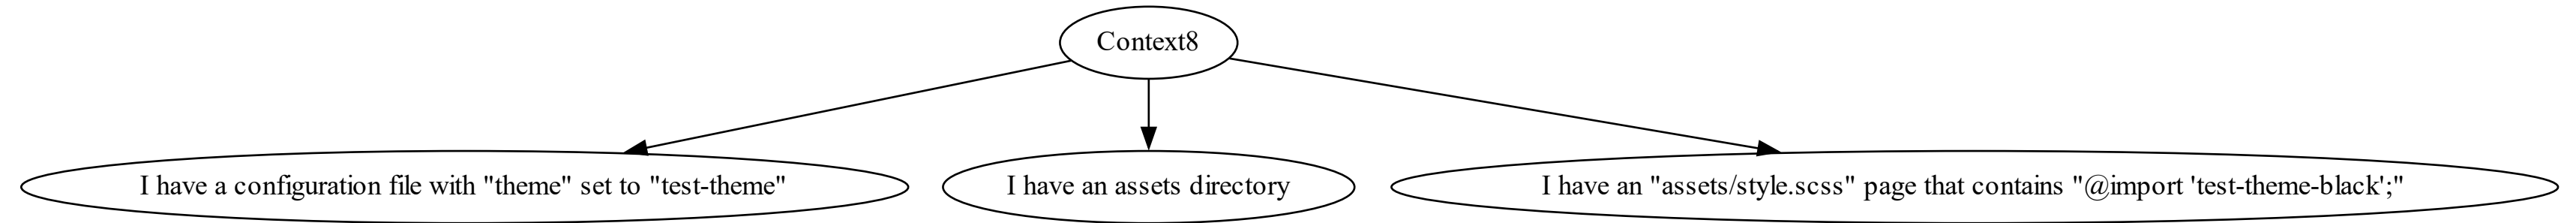 Context8
I have a configuration file with "theme" set to "test-theme"
I have an assets directory
I have an "assets/style.scss" page that contains "@import 'test-theme-black';"